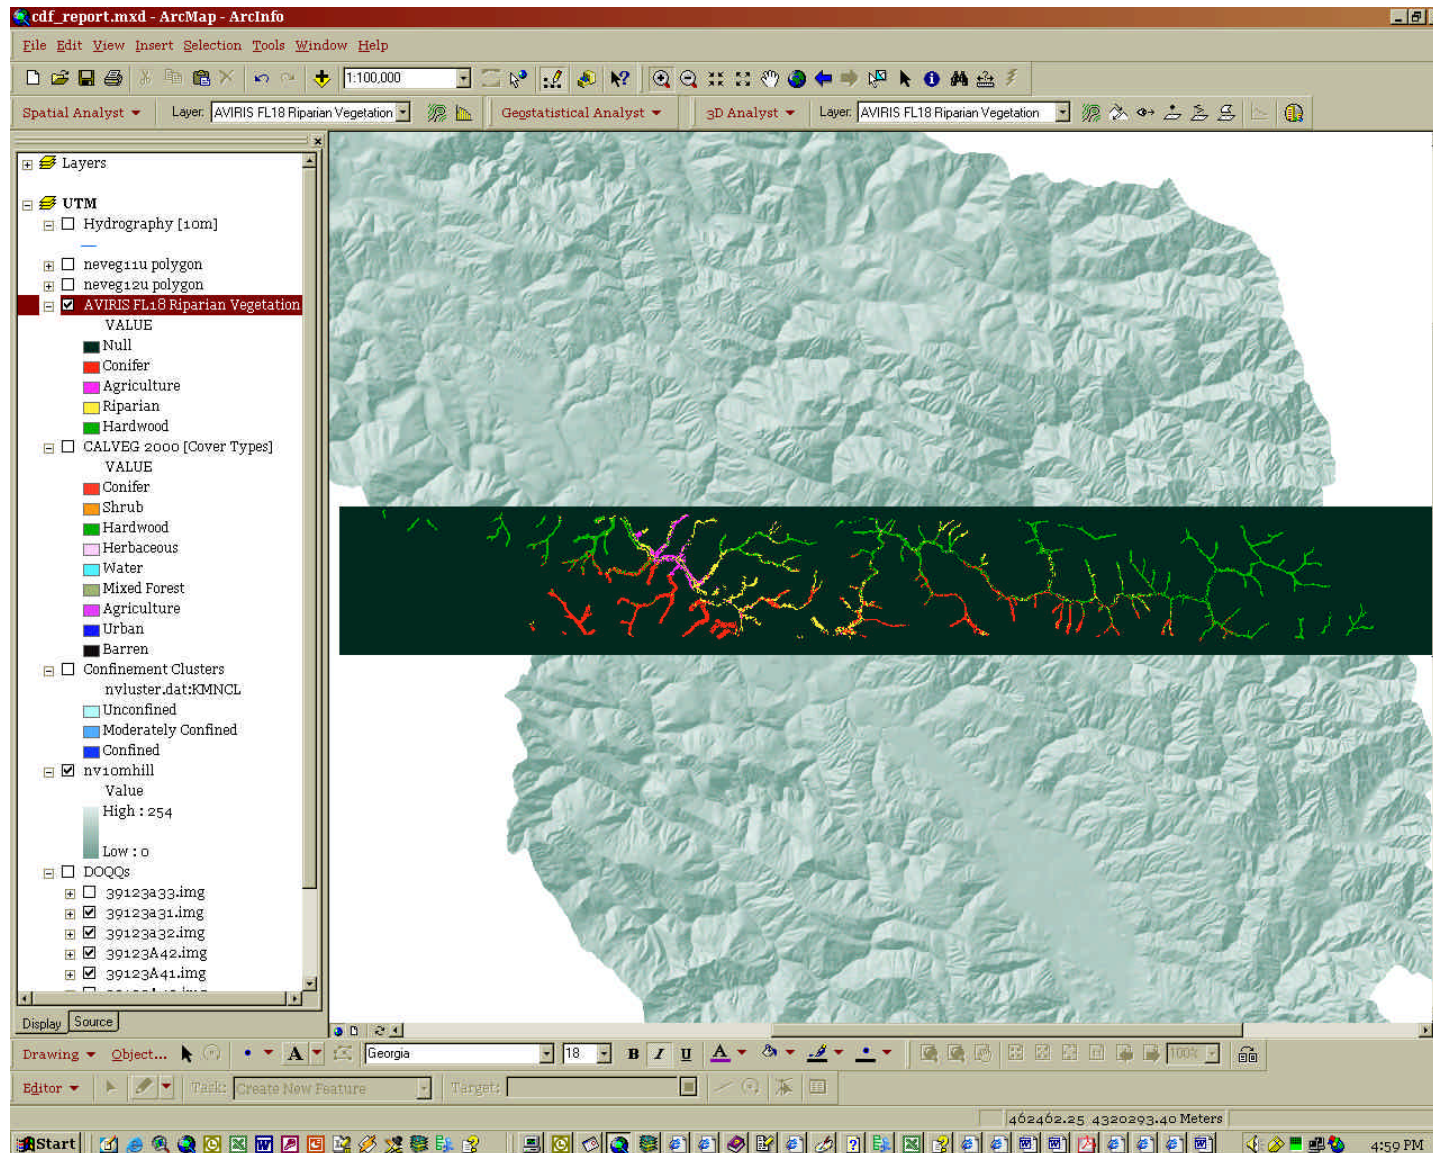 cdf_report.mxd - ArcMap - ArcInfo
File Edit View Insert Selection Tools Window Help
1:100,000
Spatial Analyst Layer: AVIRIS FL18 Riparian Vegetation Geostatistical Analyst 3D Analyst Layer: AVIRIS FL18 Riparian Vegetation
Layers
UTM
Hydrography [10m]
neveg11u polygon
neveg12u polygon
AVIRIS FL18 Riparian Vegetation
VALUE
Null
Conifer
Agriculture
Riparian
Hardwood
CALVEG 2000 [Cover Types]
VALUE
Conifer
Shrub
Hardwood
Herbaceous
Water
Mixed Forest
Agriculture
Urban
Barren
Confinement Clusters
nvluster.dat:KMNCL
Unconfined
Moderately Confined
Confined
nv10mhill
Value
High : 254
Low : 0
DOQQs
39123a33.img
39123a31.img
39123a32.img
39123A42.img
39123A41.img
Display Source
Drawing Object... A Georgia 18 B I U A 100%
Editor Task: Create New Feature Target:
462462.25 4320293.40 Meters
Start 4:59 PM